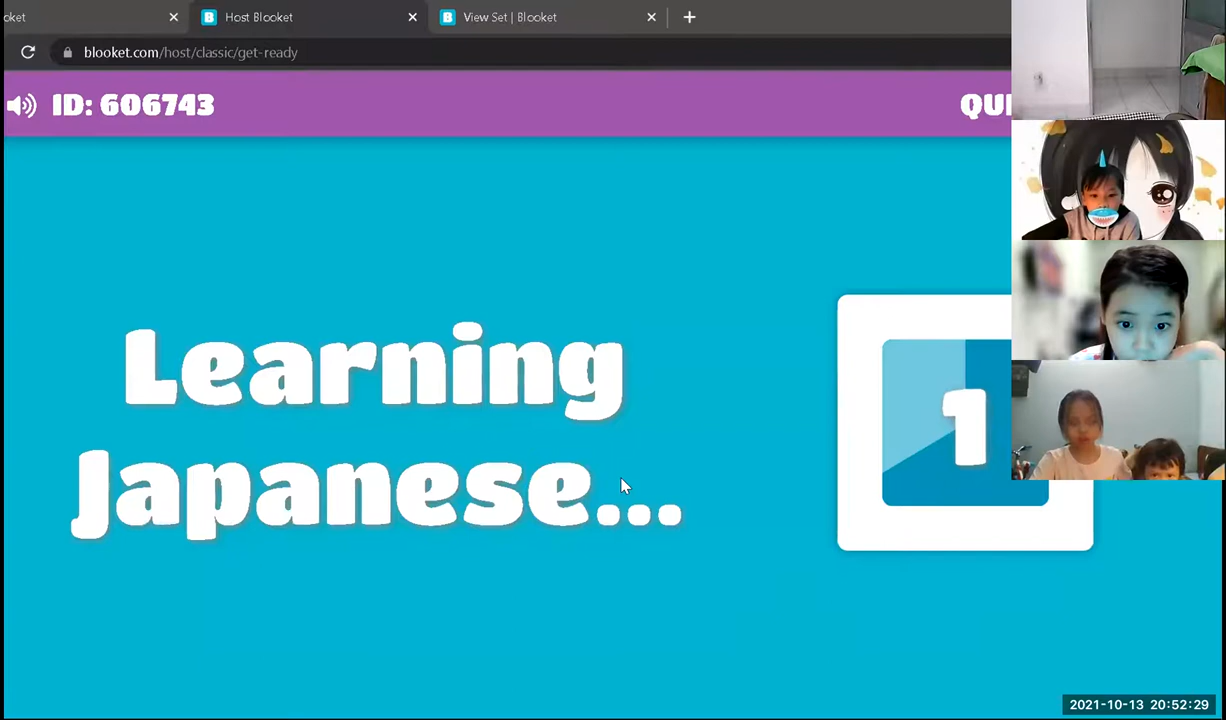 ooket
Host Blooket
View Set | Blooket
blooket.com/host/classic/get-ready
ID: 606743
QU
Learning
Japanese...
1
2021-10-13 20:52:29